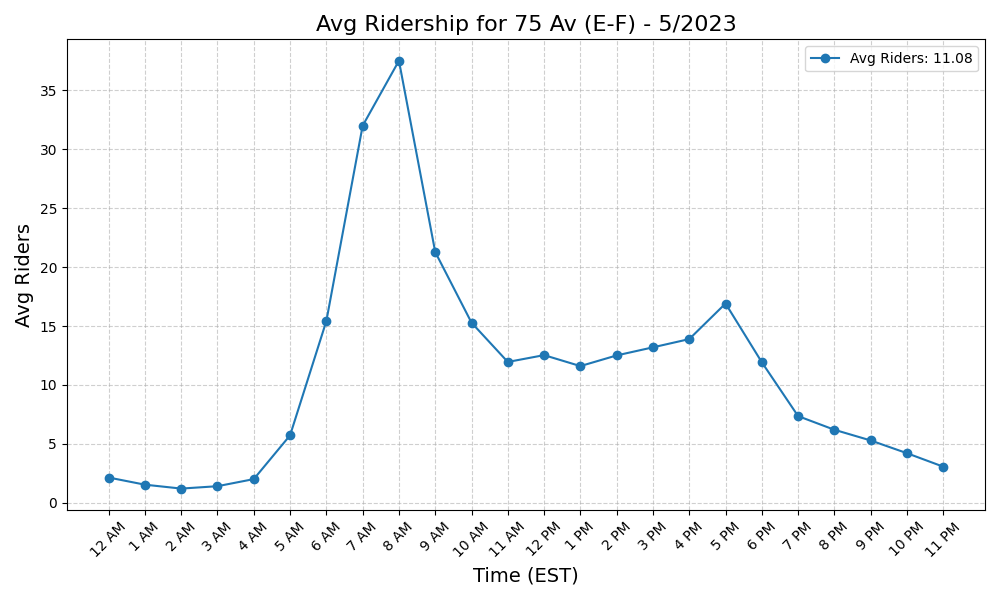 Avg Ridership for 75 Av (E-F) - 5/2023
Avg Riders: 11.08
Avg Riders
35
30
25
20
15
10
5
0
12 AM
1 AM
2 AM
3 AM
4 AM
5 AM
6 AM
7 AM
8 AM
9 AM
10 AM
11 AM
12 PM
1 PM
2 PM
3 PM
4 PM
5 PM
6 PM
7 PM
8 PM
9 PM
10 PM
11 PM
Time (EST)